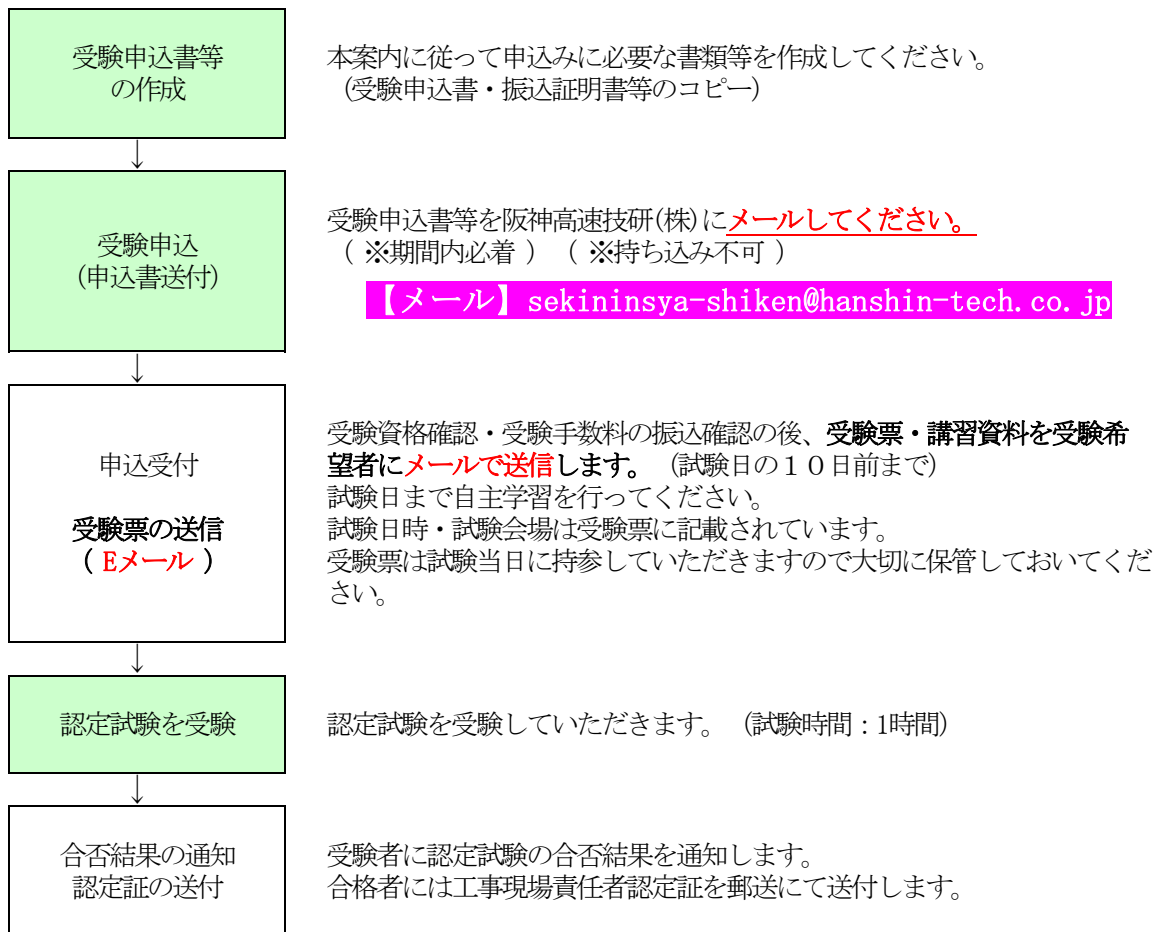 受験申込書等
の作成
本案内に従って申込みに必要な書類等を作成してください。
（受験申込書・振込証明書等のコピー）
↓
受験申込
（申込書送付）
受験申込書等を阪神高速技研(株)にメールしてください。
（ ※期間内必着 ）（ ※持ち込み不可 ）
【メール】sekininsya-shiken@hanshin-tech.co.jp
↓
申込受付
受験票の送信
（ Eメール ）
受験資格確認・受験手数料の振込確認の後、受験票・講習資料を受験希
望者にメールで送信します。（試験日の１０日前まで）
試験日まで自主学習を行ってください。
試験日時・試験会場は受験票に記載されています。
受験票は試験当日に持参していただきますので大切に保管しておいてくだ
さい。
↓
認定試験を受験
認定試験を受験していただきます。（試験時間：1時間）
↓
合否結果の通知
認定証の送付
受験者に認定試験の合否結果を通知します。
合格者には工事現場責任者認定証を郵送にて送付します。